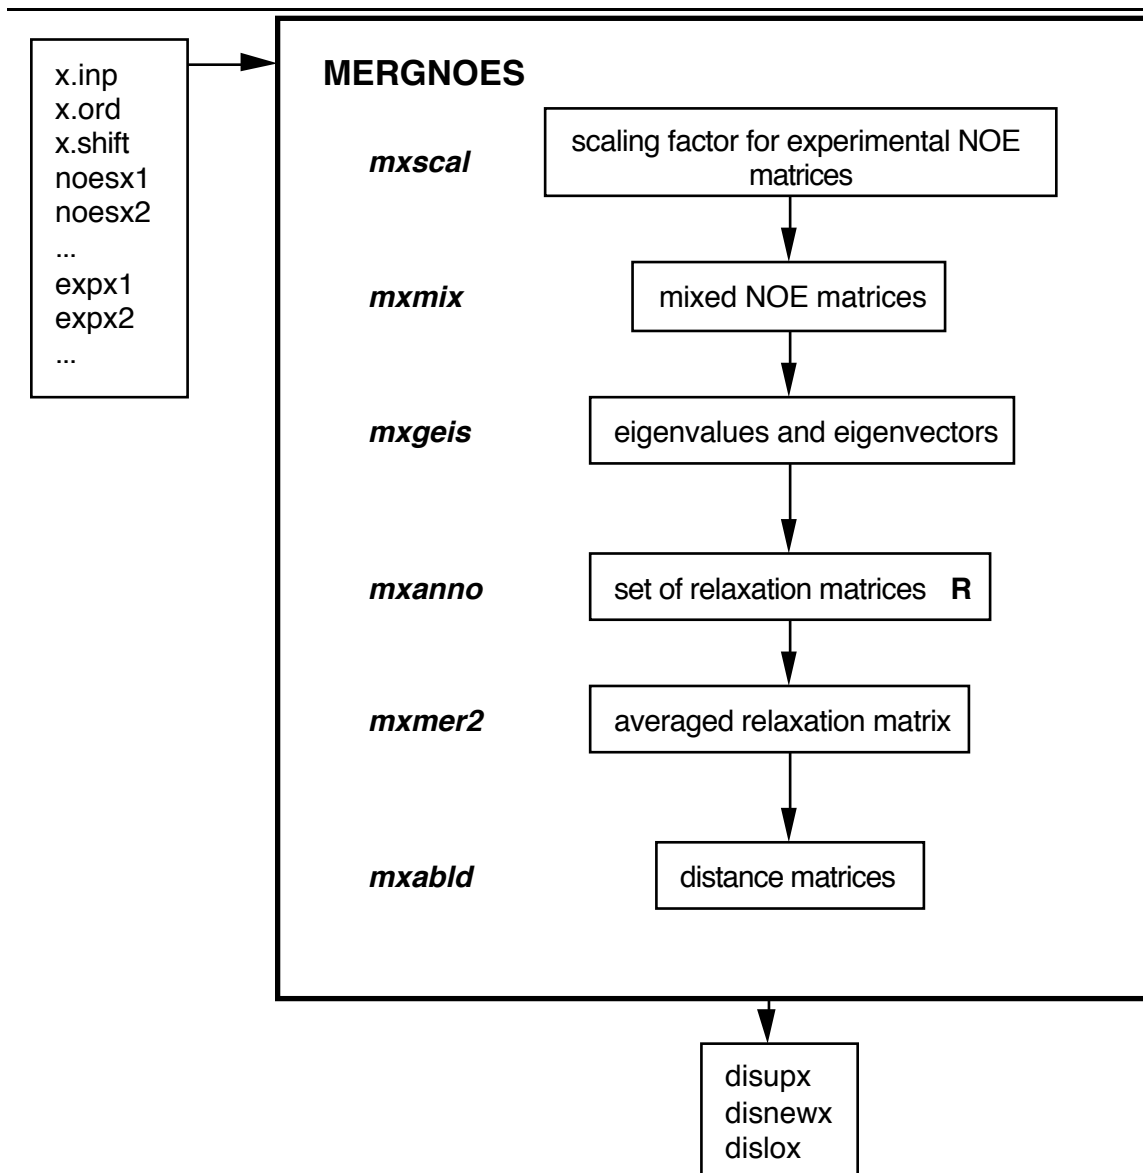 x.inp
x.ord
x.shift
noesx1
noesx2
...
expx1
expx2
...
MERGNOES
mxscal
scaling factor for experimental NOE
matrices
mxmix
mixed NOE matrices
mxgeis
eigenvalues and eigenvectors
mxanno
set of relaxation matrices R
mxmer2
averaged relaxation matrix
mxabld
distance matrices
disupx
disnewx
dislox